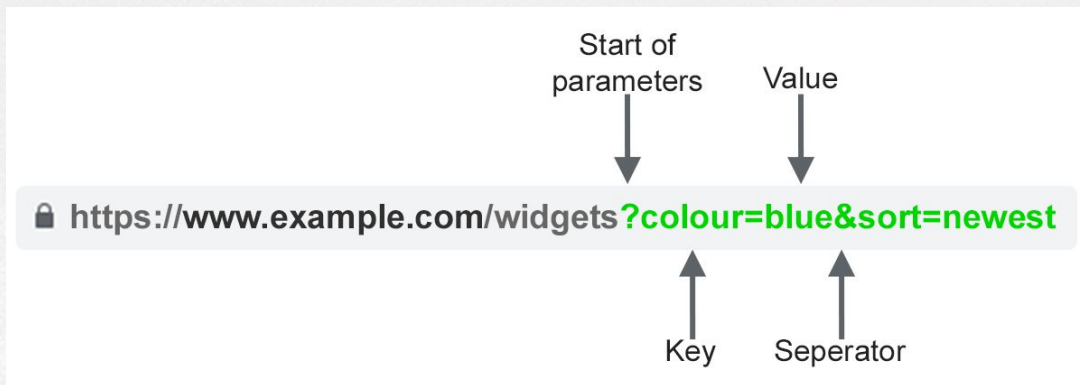 Start of
parameters
Value
https://www.example.com/widgets?colour=blue&sort=newest
Key
Seperator